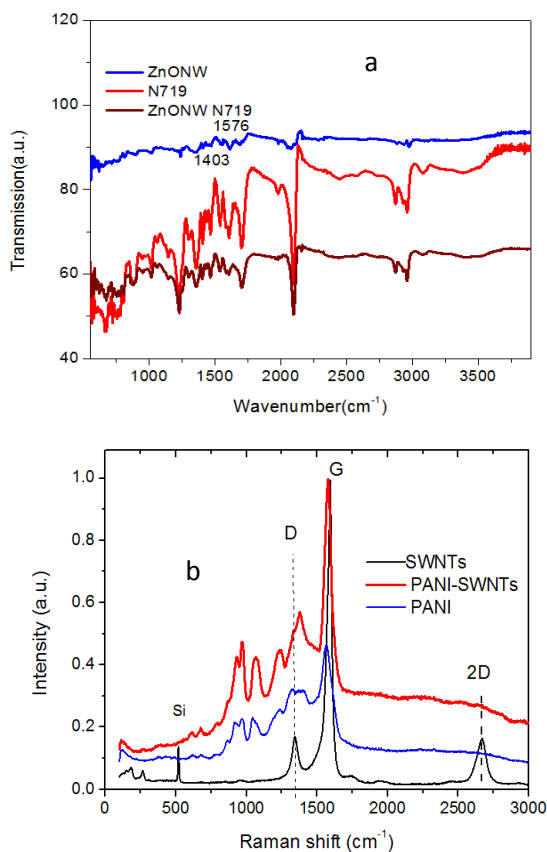 120
100
80
60
40
Transmission(a.u.)
ZnONW
N719
ZnONW N719
1576
1403
a
1000 1500 2000 2500 3000 3500
Wavenumber(cm⁻¹)
1.0
0.8
0.6
0.4
0.2
0.0
Intensity (a.u.)
G
D
b
SWNTs
PANI-SWNTs
PANI
2D
Si
0 500 1000 1500 2000 2500 3000
Raman shift (cm⁻¹)